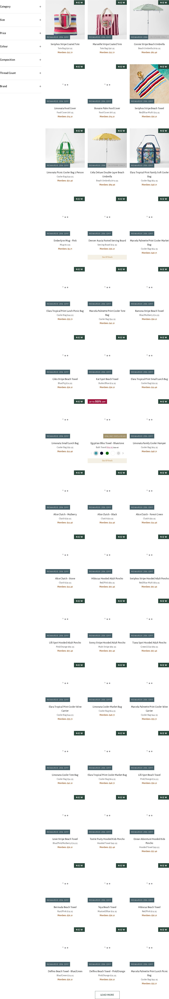 Category +
Size +
Price +
Colour +
Composition +
Thread Count +
Brand +
NEW
REWARDS 25% OFF
Seriphos Stripe Coated Tote
Tote Bag $36.95
Members: $27.71
NEW
REWARDS 25% OFF
Marseille Stripe Coated Tote
Tote Bag $36.95
Members: $27.71
NEW
REWARDS 25%
IN-STORE ONLY
Connie Stripe Beach Umbrella
Beach Umbrella $109.95
Members: $82.46
NEW
REWARDS 25% OFF
Limonata Food Cover
Food Cover $18.95
Members: $14.21
NEW
REWARDS 25% OFF
Bonaire Palm Food Cover
Food Cover $18.95
Members: $14.21
NEW
REWARDS 25% OFF
Seriphos Stripe Beach Towel
Red/Blue Multi $74.95
Members: $56.21
NEW
REWARDS 25% OFF
Limonata Picnic Cooler Bag 2 Person
Cooler Bag $49.95
Members: $37.46
NEW
REWARDS 25%
IN-STORE ONLY
Celia Deluxe Double-Layer Beach
Umbrella
Beach Umbrella $119.95
Members: $89.96
NEW
REWARDS 25% OFF
Elara Tropical Print Family Soft Cooler
Bag
Cooler Bag $64.95
Members: $48.71
NEW
REWARDS 25% OFF
Emberlynn Mug - Pink
Mug $12.95
Members: $9.71
NEW
REWARDS 25% OFF
Denver Acacia Footed Serving Board
Serving Board $74.95
Members: $56.21
Out Of Stock
NEW
REWARDS 25% OFF
Marcela Palmette Print Cooler Market
Bag
Cooler Bag $64.95
Members: $48.71
NEW
REWARDS 25% OFF
Elara Tropical Print Lunch Picnic Bag
Cooler Bag $44.95
Members: $33.71
NEW
REWARDS 25% OFF
Marcela Palmette Print Cooler Tote
Bag
Cooler Bag $54.95
Members: $41.21
NEW
REWARDS 25% OFF
Ramona Stripe Beach Towel
Blue/Mulberry $74.95
Members: $56.21
NEW
REWARDS 25% OFF
Giles Stripe Beach Towel
Blue/Fig $74.95
Members: $56.21
NEW
REWARDS 25% OFF
Kat Spot Beach Towel
Butter/Blue $74.95
Members: $56.21
NEW
REWARDS 25% OFF
Elara Tropical Print Small Lunch Bag
Cooler Bag $29.95
Members: $22.46
NEW
REWARDS 25% OFF
Limonata Small Lunch Bag
Cooler Bag $29.95
Members: $22.46
UP TO 50% OFF
ONLINE EXCLUSIVE
Egyptian Bliss Towel - Bluestone
Bath Towel $24.95 $49.95
Out Of Stock
NEW
REWARDS 25% OFF
Limonata Family Cooler Hamper
Cooler Bag $64.95
Members: $48.71
NEW
REWARDS 25% OFF
Alice Clutch - Mulberry
Clutch $29.95
Members: $22.46
NEW
REWARDS 25% OFF
Alice Clutch - Black
Clutch $29.95
Members: $22.46
NEW
REWARDS 25% OFF
Alice Clutch - Forest Green
Clutch $29.95
Members: $22.46
NEW
REWARDS 25% OFF
Alice Clutch - Stone
Clutch $29.95
Members: $22.46
NEW
REWARDS 25% OFF
Hibiscus Hooded Adult Poncho
Red/Pink $89.95
Members: $67.46
NEW
REWARDS 25% OFF
Seriphos Stripe Hooded Adult Poncho
Red/Blue Multi $89.95
Members: $67.46
NEW
REWARDS 25% OFF
Lilli Spot Hooded Adult Poncho
Pink/Orange $89.95
Members: $67.46
NEW
REWARDS 25% OFF
Sonny Stripe Hooded Adult Poncho
Multi Stripe $89.95
Members: $67.46
NEW
REWARDS 25% OFF
Tiana Spot Hooded Adult Poncho
Green/Lilac $89.95
Members: $67.46
NEW
REWARDS 25% OFF
Elara Tropical Print Cooler Wine
Carrier
Cooler Bag $44.95
Members: $33.71
NEW
REWARDS 25% OFF
Limonata Cooler Market Bag
Cooler Bag $64.95
Members: $48.71
NEW
REWARDS 25% OFF
Marcela Palmette Print Cooler Wine
Carrier
Cooler Bag $44.95
Members: $33.71
NEW
REWARDS 25% OFF
Limonata Cooler Tote Bag
Cooler Bag $54.95
Members: $41.21
NEW
REWARDS 25% OFF
Elara Tropical Print Cooler Market Bag
Cooler Bag $64.95
Members: $48.71
NEW
REWARDS 25% OFF
Lilli Spot Beach Towel
Pink/Orange $74.95
Members: $56.21
NEW
REWARDS 25% OFF
Lexie Stripe Beach Towel
Blue/Pink/Mulberry $74.95
Members: $56.21
NEW
REWARDS 25% OFF
Tootie Fruity Hooded Kids Poncho
Hooded Towel $49.95
Members: $37.46
NEW
REWARDS 25% OFF
Ocean Adventure Hooded Kids
Poncho
Hooded Towel $49.95
Members: $37.46
NEW
REWARDS 25% OFF
Bermuda Beach Towel
Rust/Pink $74.95
Members: $56.21
NEW
REWARDS 25% OFF
Teya Beach Towel
Mustard/Blue $74.95
Members: $56.21
NEW
REWARDS 25% OFF
Hibiscus Beach Towel
Red/Pink $74.95
Members: $56.21
NEW
REWARDS 25% OFF
Delfino Beach Towel - Blue/Green
Blue/Green $74.95
Members: $56.21
NEW
REWARDS 25% OFF
Delfino Beach Towel - Pink/Orange
Pink/Orange $74.95
Members: $56.21
NEW
REWARDS 25% OFF
Marcela Palmette Print Lunch Picnic
Bag
Cooler Bag $44.95
Members: $33.71
LOAD MORE